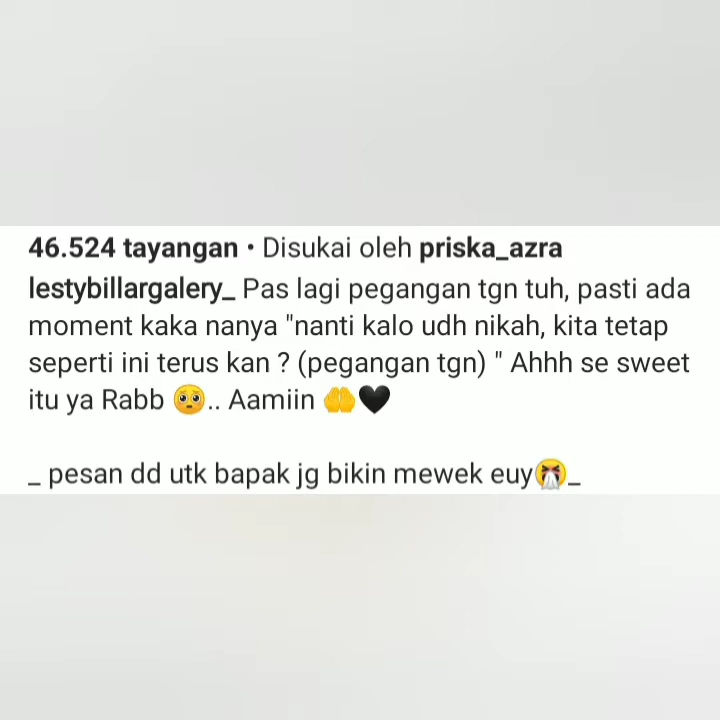 46.524 tayangan • Disukai oleh priska_azra
lestybillargalery_ Pas lagi pegangan tgn tuh, pasti ada
moment kaka nanya "nanti kalo udh nikah, kita tetap
seperti ini terus kan ? (pegangan tgn) " Ahhh se sweet
itu ya Rabb 🥺.. Aamiin 🤲🖤
_ pesan dd utk bapak jg bikin mewek euy😭_